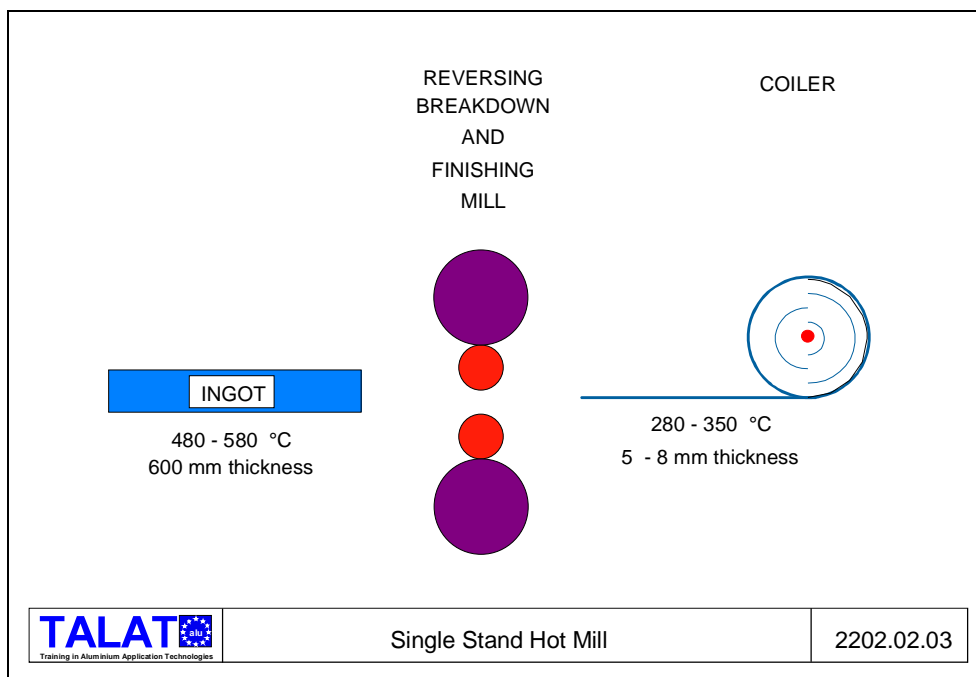 REVERSING
BREAKDOWN
AND
FINISHING
MILL
COILER
INGOT
480 - 580 °C
600 mm thickness
280 - 350 °C
5 - 8 mm thickness
TALAT
alu
Training in Aluminium Application Technologies
Single Stand Hot Mill
2202.02.03